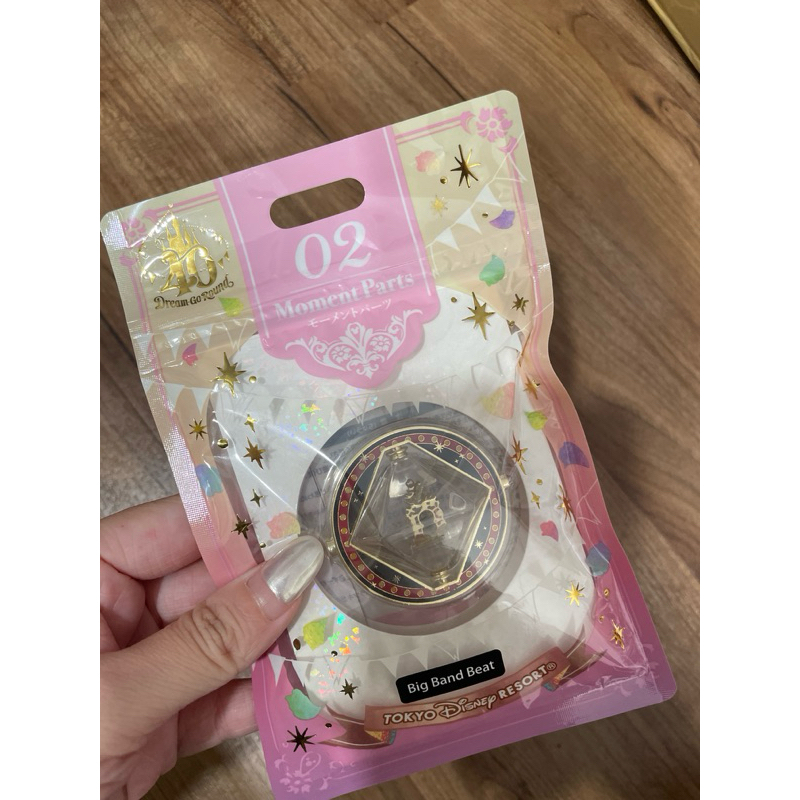 40
Dream-Go-Round
02
Moment Parts
モーメントパーツ
Big Band Beat
TOKYO Disney RESORT®